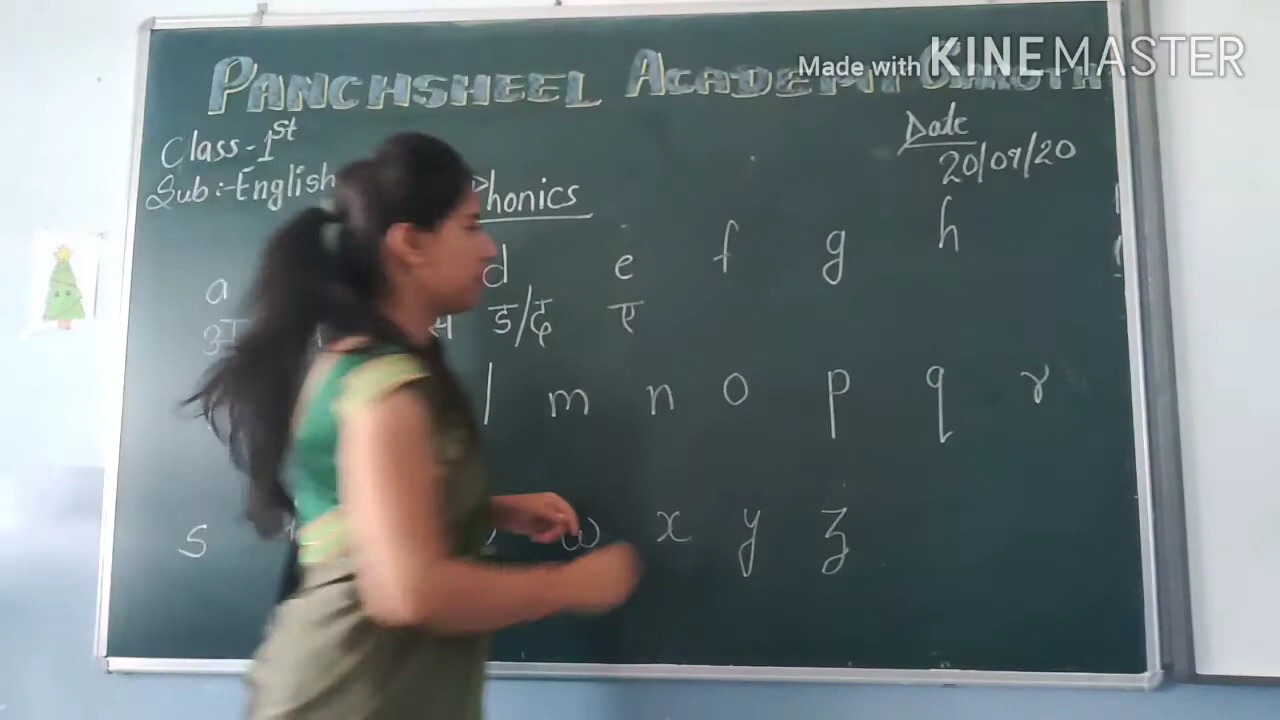 PANCHSHEEL ACADEMY
Made with KINEMASTER
Class-1st
Date
20/09/20
Sub:-English
Phonics
a d e f g h
अ स ड/द ए
l m n o p q r
s w x y z